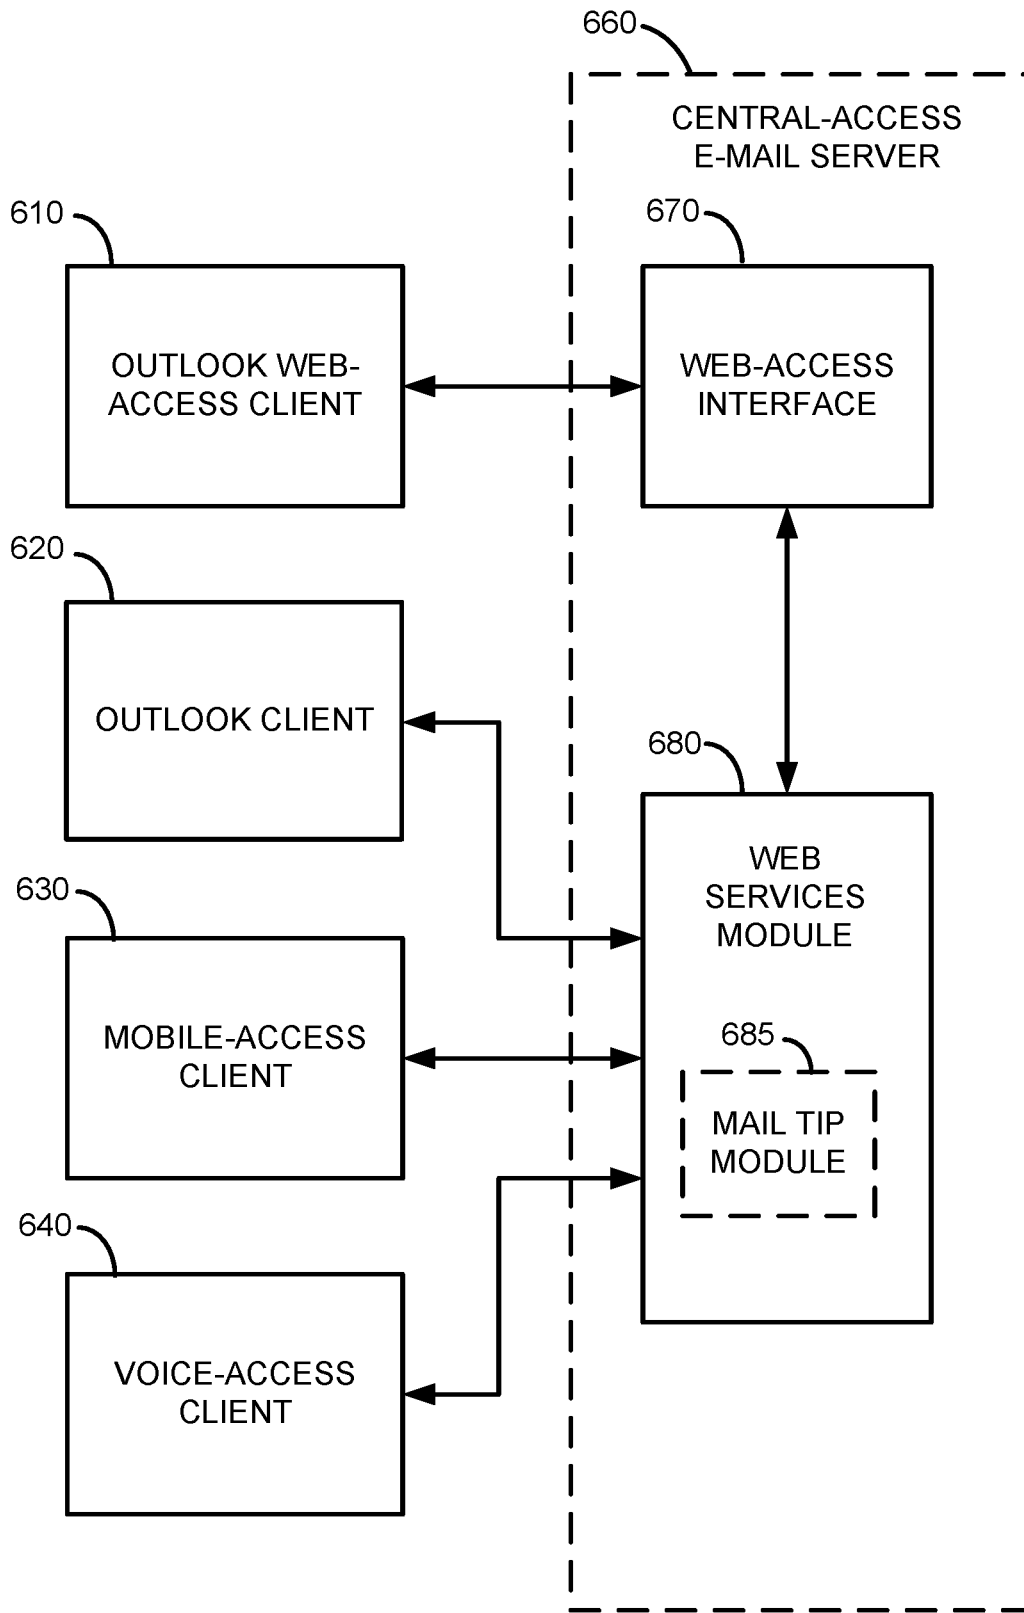 660
CENTRAL-ACCESS
E-MAIL SERVER
610
OUTLOOK WEB-
ACCESS CLIENT
670
WEB-ACCESS
INTERFACE
620
OUTLOOK CLIENT
680
WEB
SERVICES
MODULE
630
MOBILE-ACCESS
CLIENT
685
MAIL TIP
MODULE
640
VOICE-ACCESS
CLIENT